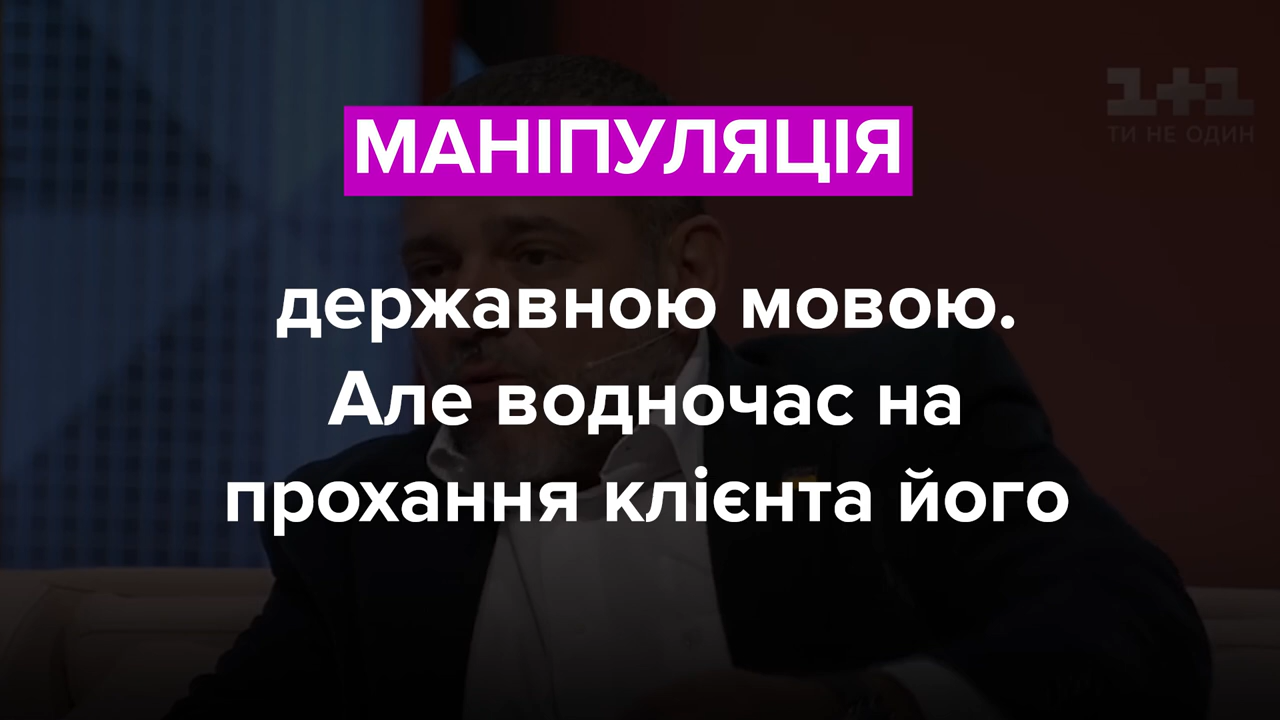 1+1
ТИ НЕ ОДИН
МАНІПУЛЯЦІЯ
державною мовою.
Але водночас на
прохання клієнта його